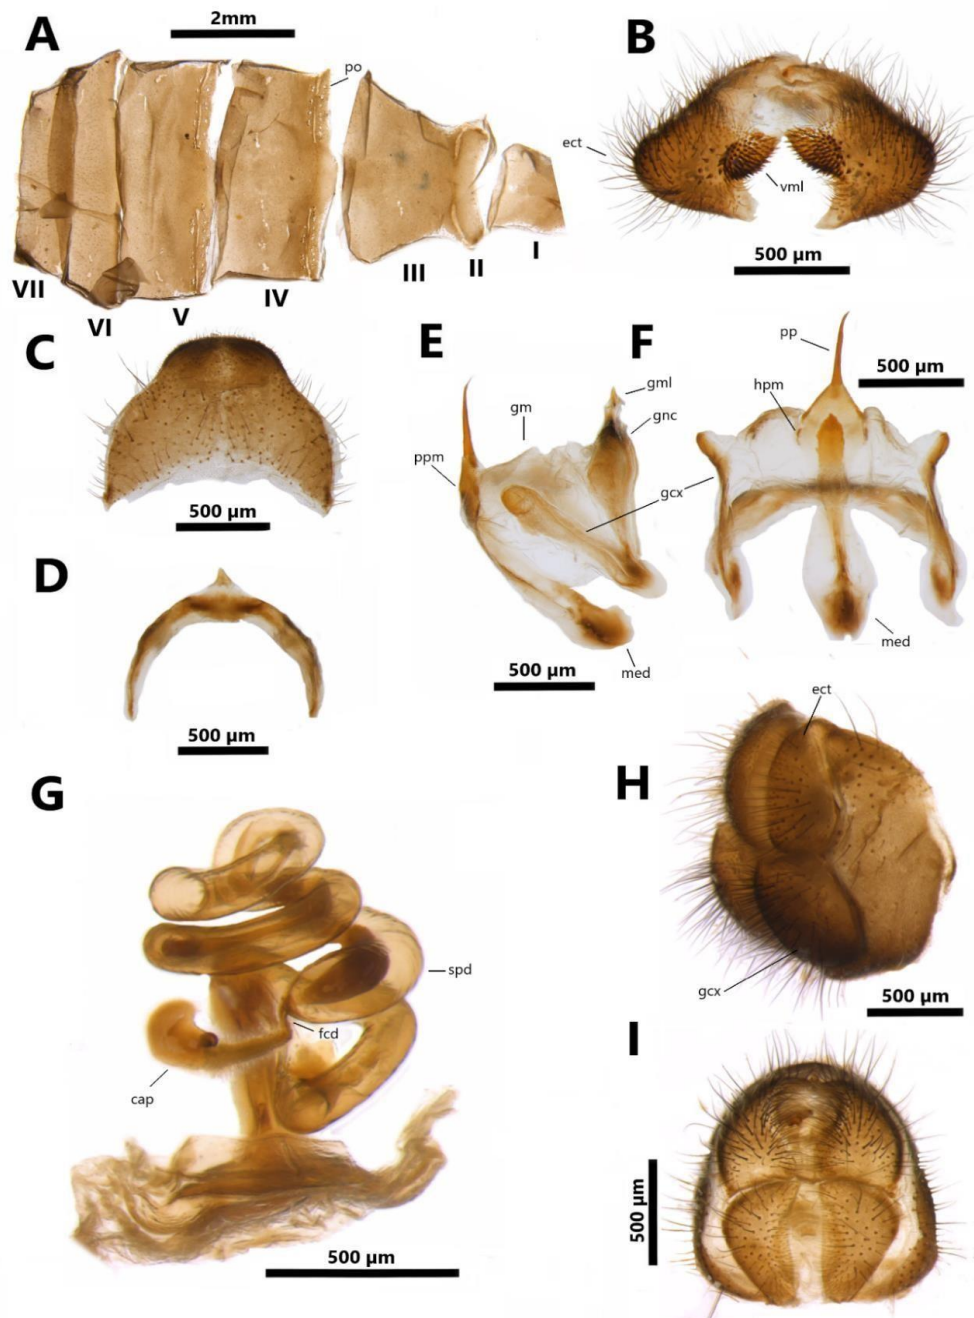 A
2mm
po
I
II
III
IV
V
VI
VII
B
ect
vml
500 µm
C
500 µm
D
500 µm
E
gm
gml
gnc
ppm
gcx
med
500 µm
F
pp
500 µm
hpm
med
G
spd
fcd
cap
500 µm
H
ect
gcx
500 µm
I
500 µm